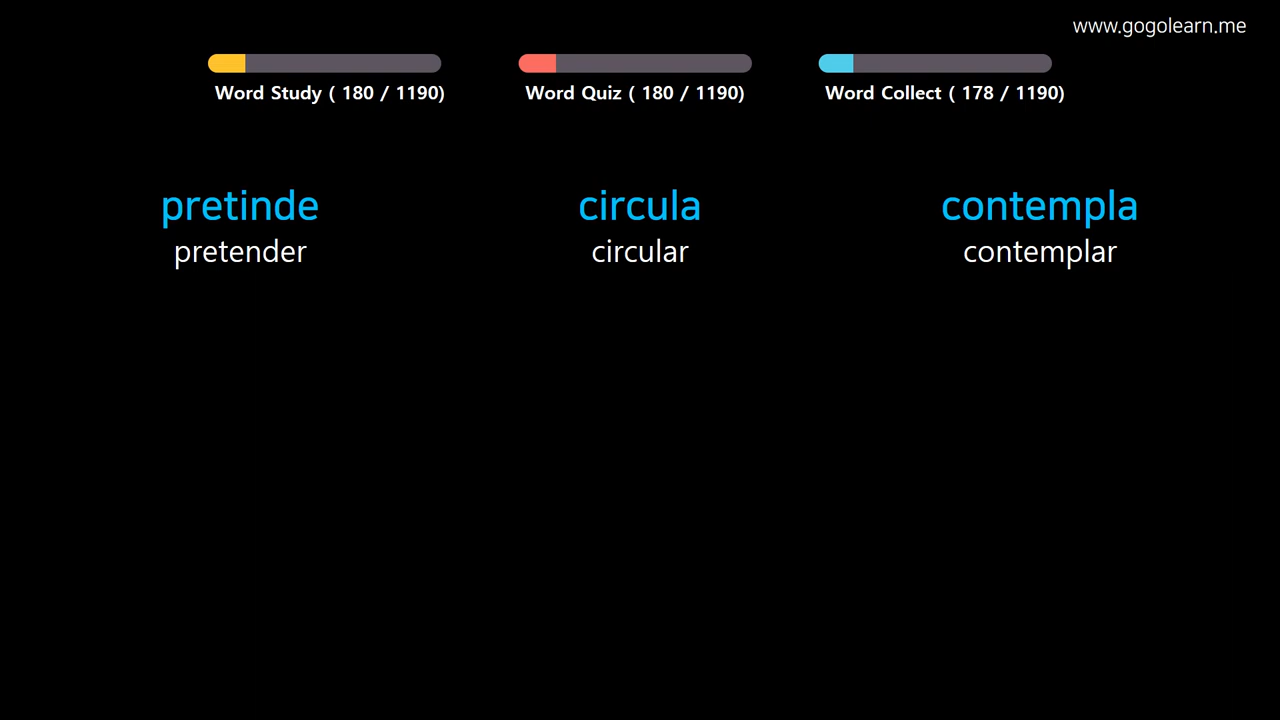 www.gogolearn.me
Word Study ( 180 / 1190)
Word Quiz ( 180 / 1190)
Word Collect ( 178 / 1190)
pretinde
pretender
circula
circular
contempla
contemplar